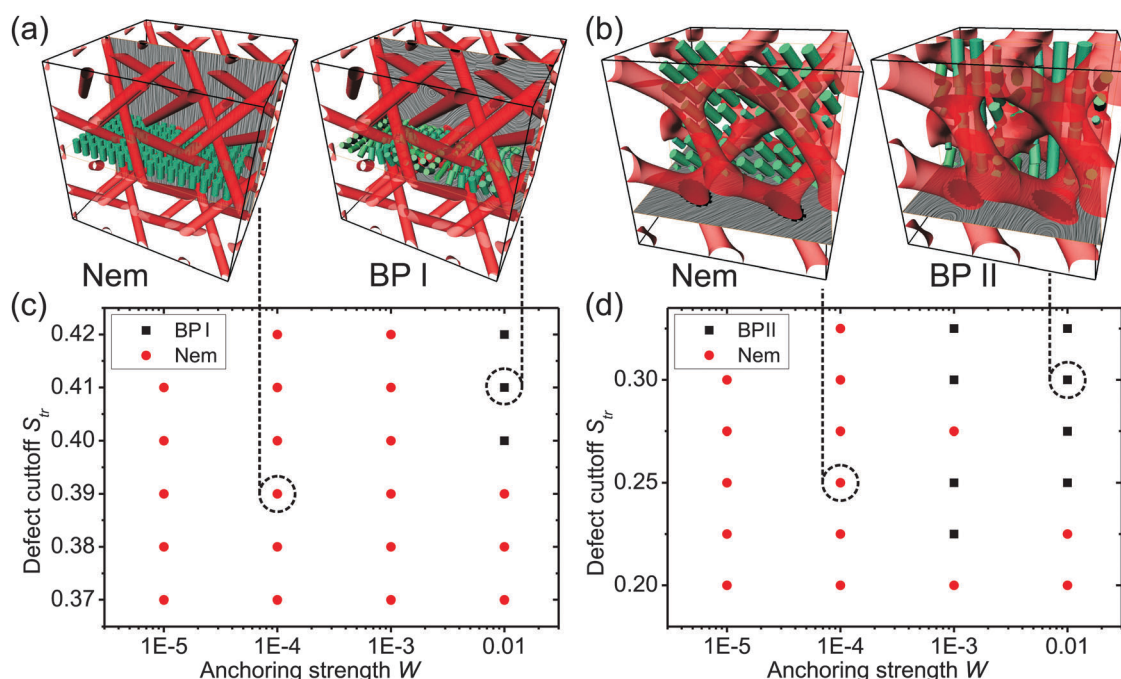 (a)
(b)
Nem
BP I
Nem
BP II
(c)
(d)
BP I
Nem
0.42
0.41
0.40
0.39
0.38
0.37
Defect cuttoff Str
1E-5
1E-4
1E-3
0.01
Anchoring strength W
BPII
Nem
0.30
0.25
0.20
Defect cuttoff Str
1E-5
1E-4
1E-3
0.01
Anchoring strength W